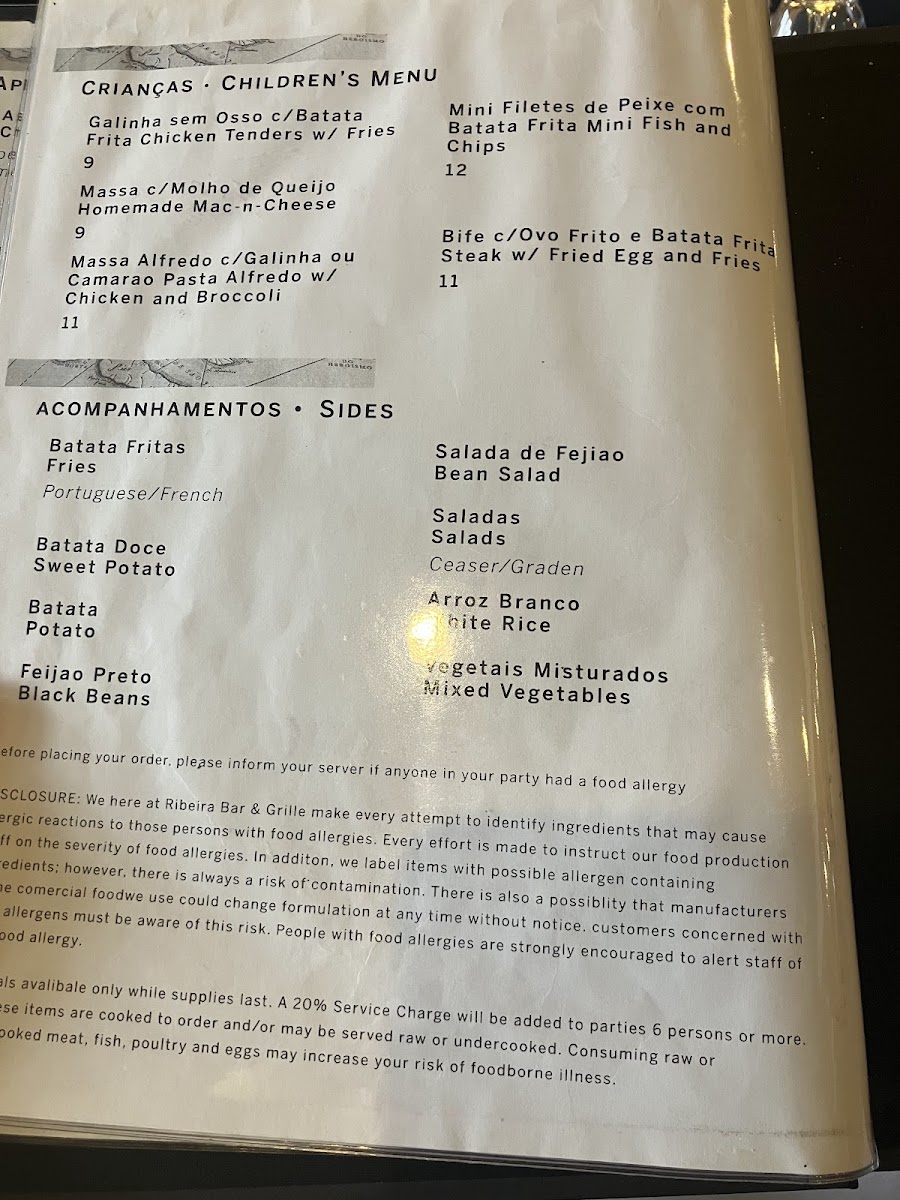 CRIANÇAS · CHILDREN'S MENU
Galinha sem Osso c/Batata
Frita Chicken Tenders w/ Fries
9
Massa c/Molho de Queijo
Homemade Mac-n-Cheese
9
Massa Alfredo c/Galinha ou
Camarao Pasta Alfredo w/
Chicken and Broccoli
11
Mini Filetes de Peixe com
Batata Frita Mini Fish and
Chips
12
Bife c/Ovo Frito e Batata Frita
Steak w/ Fried Egg and Fries
11
ACOMPANHAMENTOS • SIDES
Batata Fritas
Fries
Portuguese/French
Batata Doce
Sweet Potato
Batata
Potato
Feijao Preto
Black Beans
Salada de Fejiao
Bean Salad
Saladas
Salads
Ceaser/Graden
Arroz Branco
hite Rice
Vegetais Misturados
Mixed Vegetables
efore placing your order, please inform your server if anyone in your party had a food allergy
SCLOSURE: We here at Ribeira Bar & Grille make every attempt to identify ingredients that may cause
ergic reactions to those persons with food allergies. Every effort is made to instruct our food production
ff on the severity of food allergies. In additon, we label items with possible allergen containing
redients; however, there is always a risk of contamination. There is also a possiblity that manufacturers
he comercial foodwe use could change formulation at any time without notice, customers concerned with
allergens must be aware of this risk. People with food allergies are strongly encouraged to alert staff of
ood allergy.
als avalibale only while supplies last. A 20% Service Charge will be added to parties 6 persons or more.
ese items are cooked to order and/or may be served raw or undercooked. Consuming raw or
ooked meat, fish, poultry and eggs may increase your risk of foodborne illness.